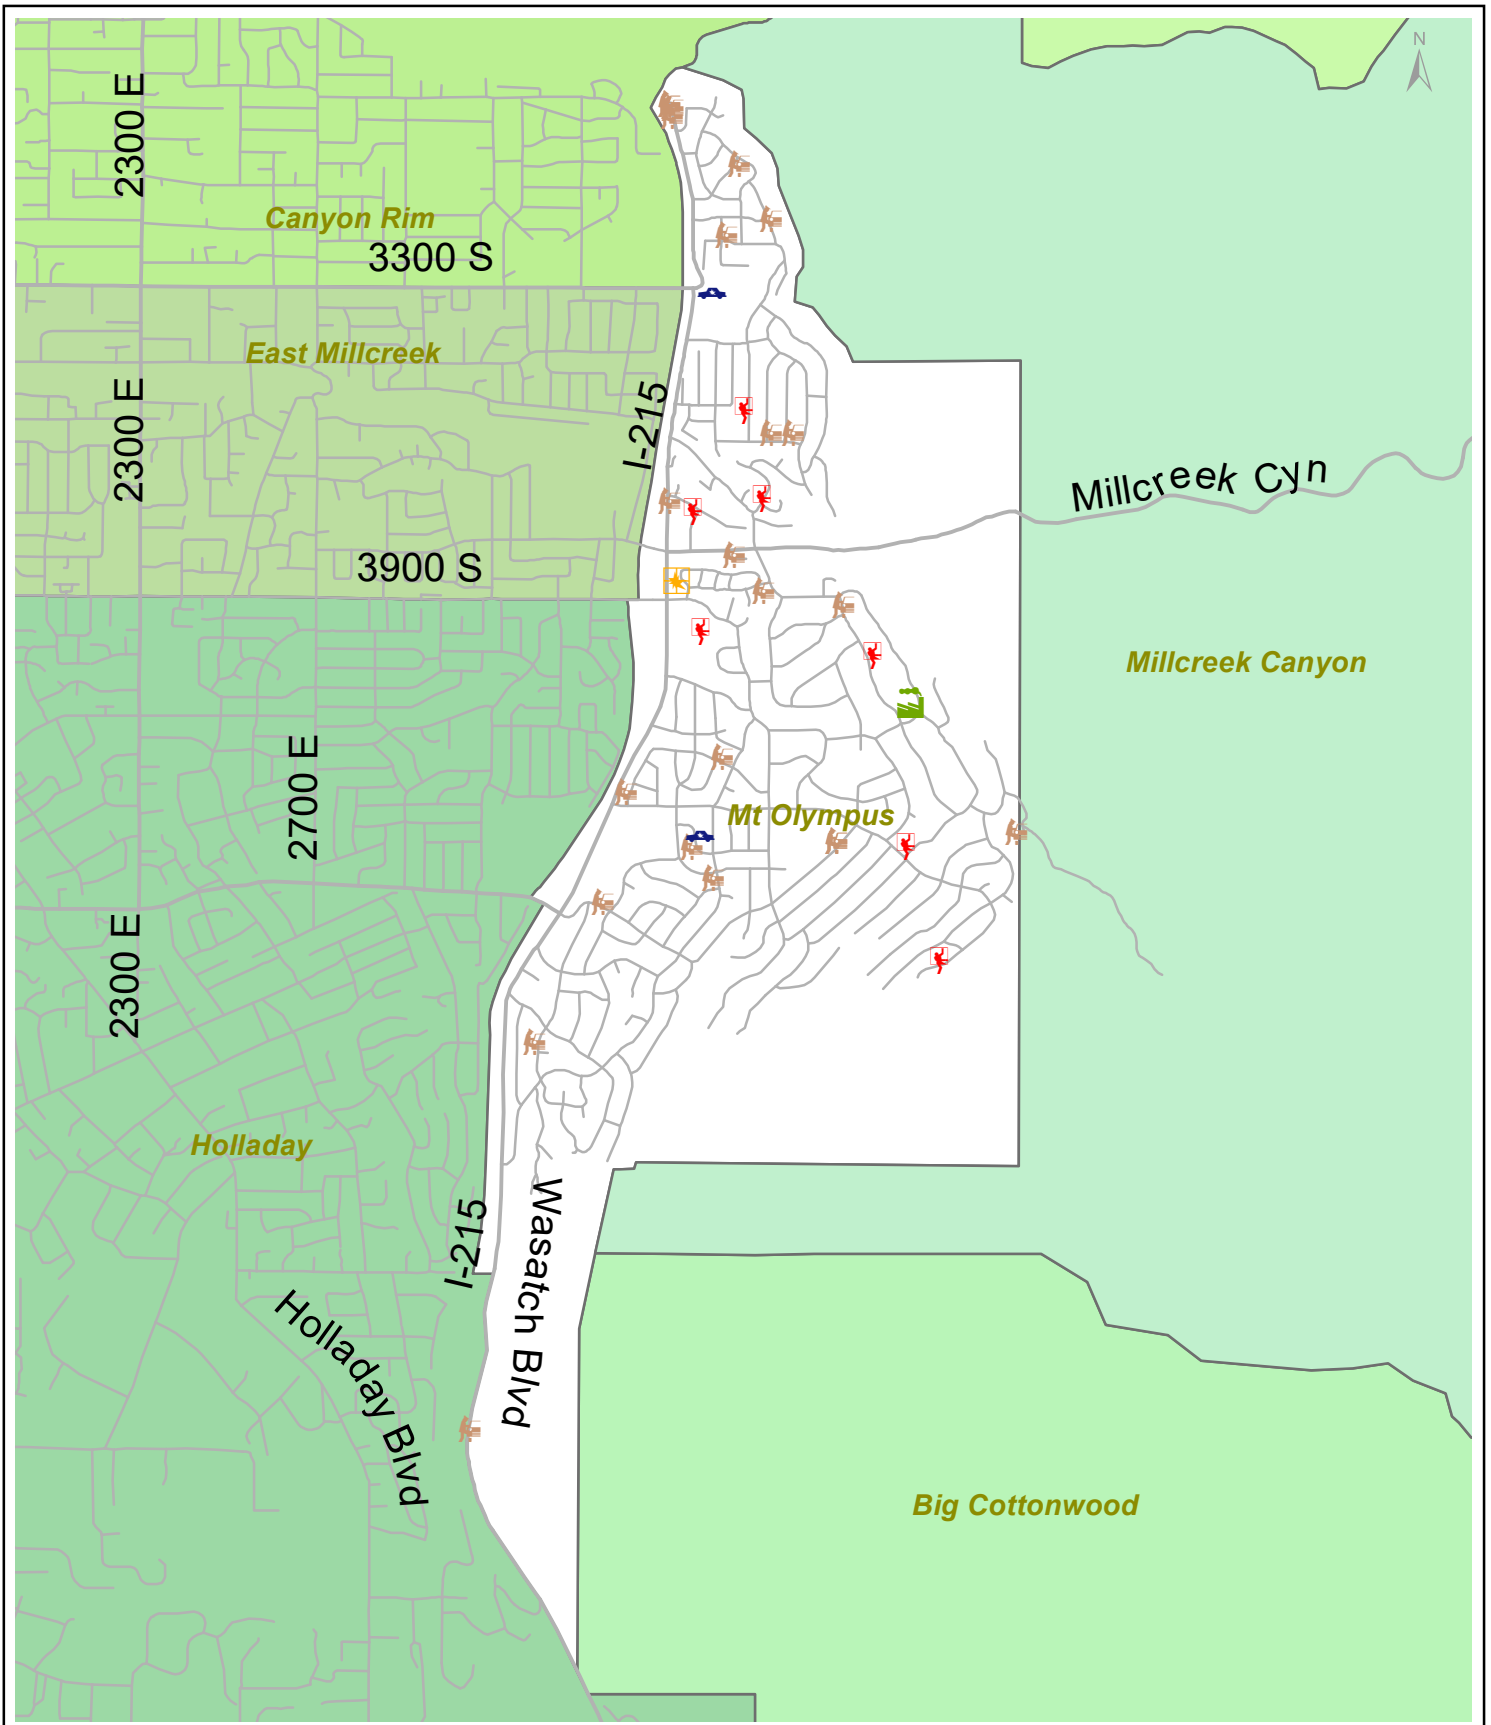 N
2300 E
Canyon Rim
3300 S
East Millcreek
2300 E
I-215
Millcreek Cyn
3900 S
Millcreek Canyon
2700 E
Mt Olympus
2300 E
Holladay
I-215
Wasatch Blvd
Holladay Blvd
Big Cottonwood